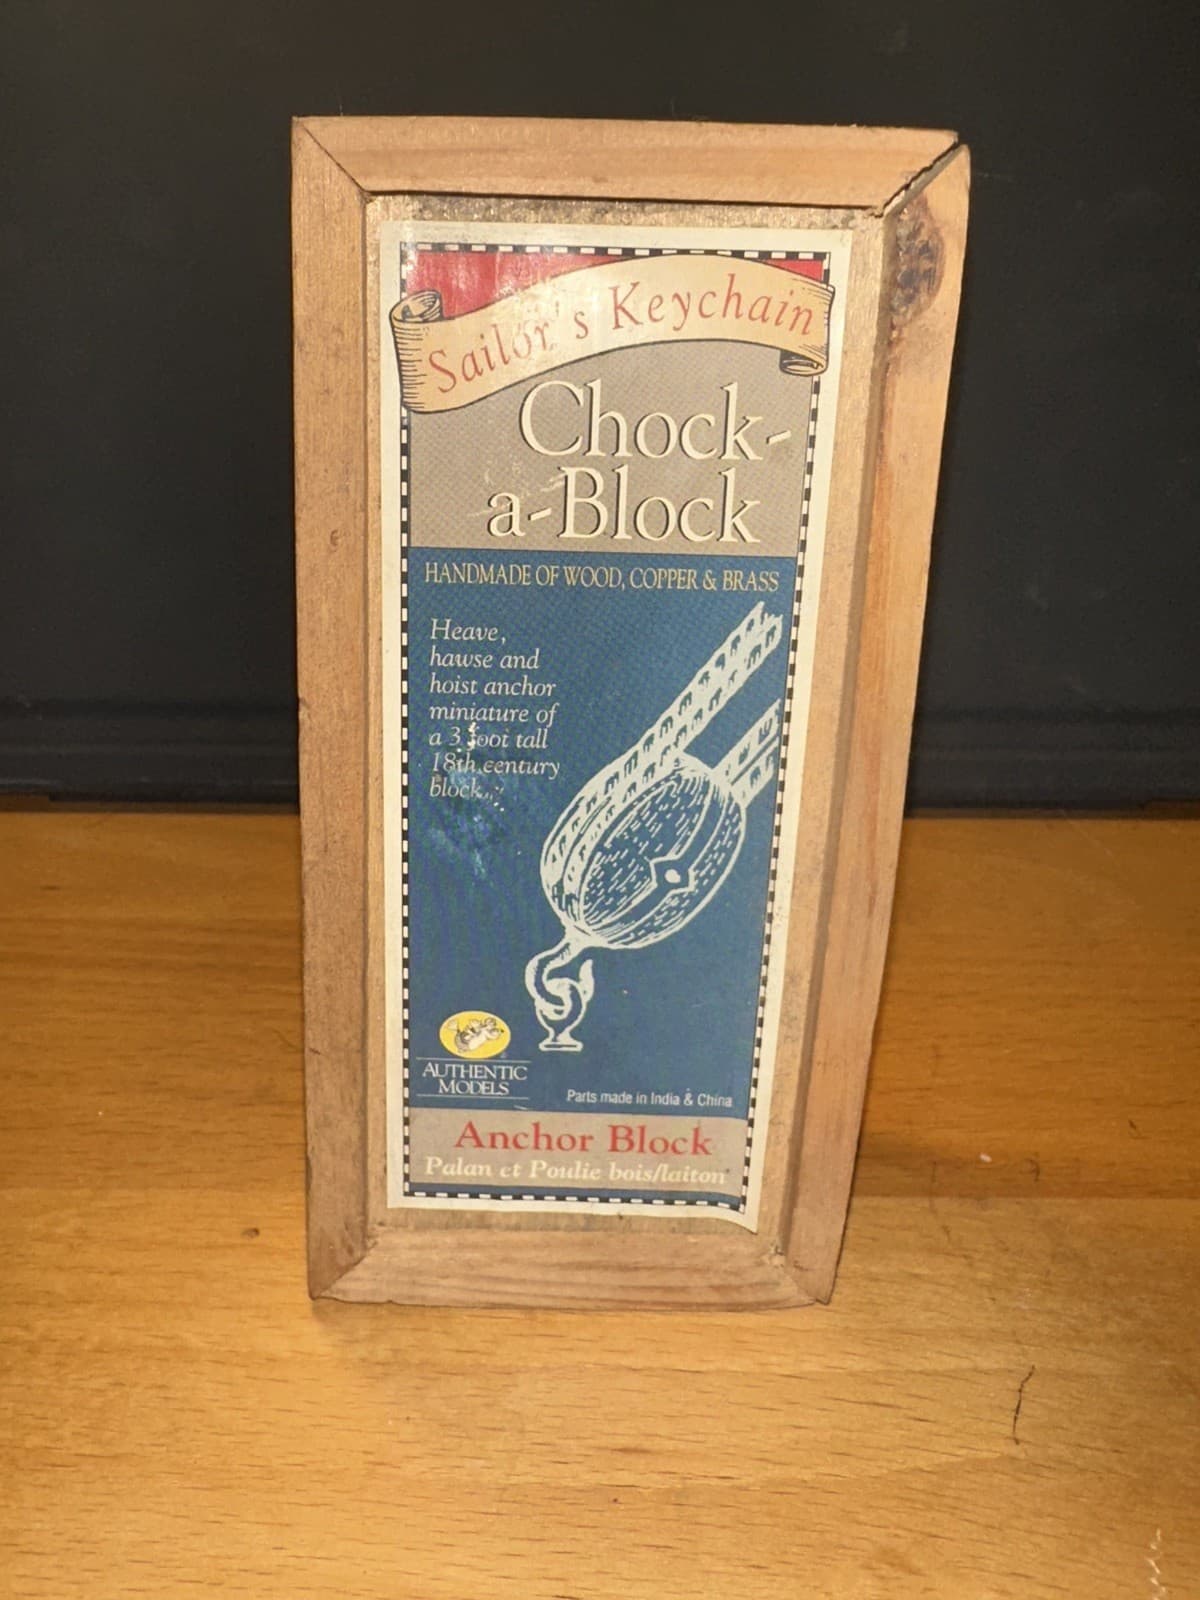 Sailor's Keychain
Chock-
a-Block
HANDMADE OF WOOD, COPPER & BRASS
Heave,
hawse and
hoist anchor
miniature of
a 3 foot tall
18th century
block
AUTHENTIC
MODELS
Parts made in India & China
Anchor Block
Palan et Poulie bois/laiton